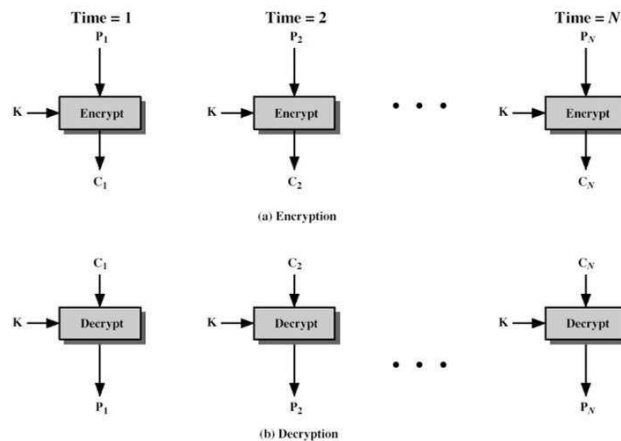 Time = 1 Time = 2 Time = N
P1 P2 PN
K Encrypt K Encrypt • • • K Encrypt
C1 C2 CN
(a) Encryption
C1 C2 CN
K Decrypt K Decrypt K Decrypt
• • •
P1 P2 PN
(b) Decryption